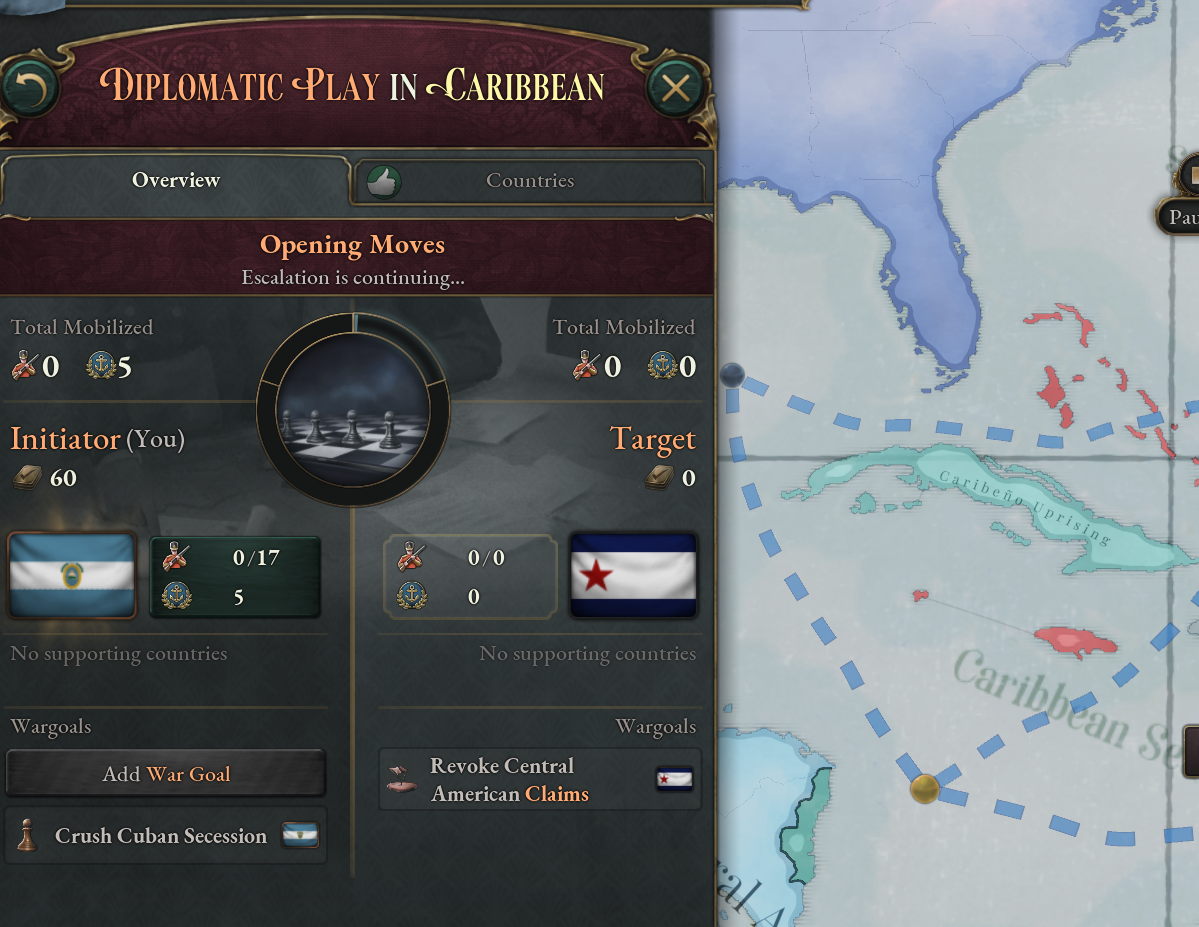 Diplomatic Play in Caribbean
Overview
Countries
Opening Moves
Escalation is continuing...
Total Mobilized
Total Mobilized
0 5
0 0
Initiator (You)
Target
60
0
0/17
5
0/0
0
No supporting countries
No supporting countries
Wargoals
Wargoals
Add War Goal
Crush Cuban Secession
Revoke Central
American Claims
Caribeño Uprising
Caribbean Se
ral A
Pau